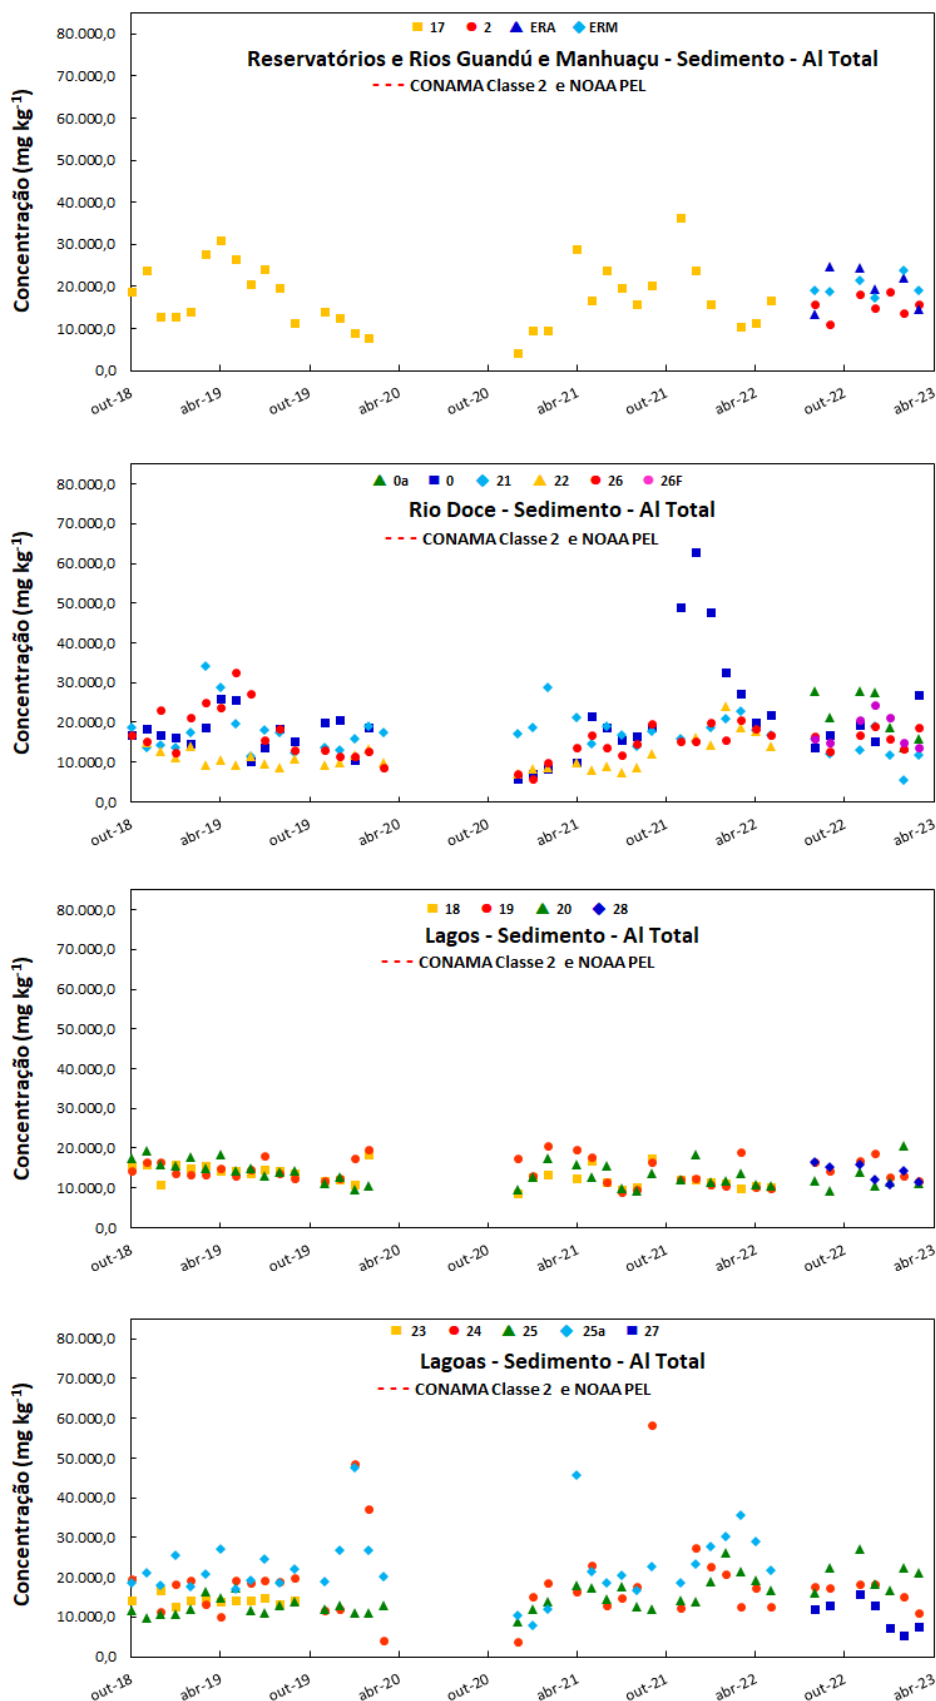 17 2 ERA ERM
Reservatórios e Rios Guandú e Manhuaçu - Sedimento - Al Total
CONAMA Classe 2 e NOAA PEL
Concentração (mg kg⁻¹)
80.000,0
70.000,0
60.000,0
50.000,0
40.000,0
30.000,0
20.000,0
10.000,0
0,0
out-18 abr-19 out-19 abr-20 out-20 abr-21 out-21 abr-22 out-22 abr-23
0a 0 21 22 26 26F
Rio Doce - Sedimento - Al Total
CONAMA Classe 2 e NOAA PEL
Concentração (mg kg⁻¹)
80.000,0
70.000,0
60.000,0
50.000,0
40.000,0
30.000,0
20.000,0
10.000,0
0,0
out-18 abr-19 out-19 abr-20 out-20 abr-21 out-21 abr-22 out-22 abr-23
18 19 20 28
Lagos - Sedimento - Al Total
CONAMA Classe 2 e NOAA PEL
Concentração (mg kg⁻¹)
80.000,0
70.000,0
60.000,0
50.000,0
40.000,0
30.000,0
20.000,0
10.000,0
0,0
out-18 abr-19 out-19 abr-20 out-20 abr-21 out-21 abr-22 out-22 abr-23
23 24 25 25a 27
Lagoas - Sedimento - Al Total
CONAMA Classe 2 e NOAA PEL
Concentração (mg kg⁻¹)
80.000,0
70.000,0
60.000,0
50.000,0
40.000,0
30.000,0
20.000,0
10.000,0
0,0
out-18 abr-19 out-19 abr-20 out-20 abr-21 out-21 abr-22 out-22 abr-23